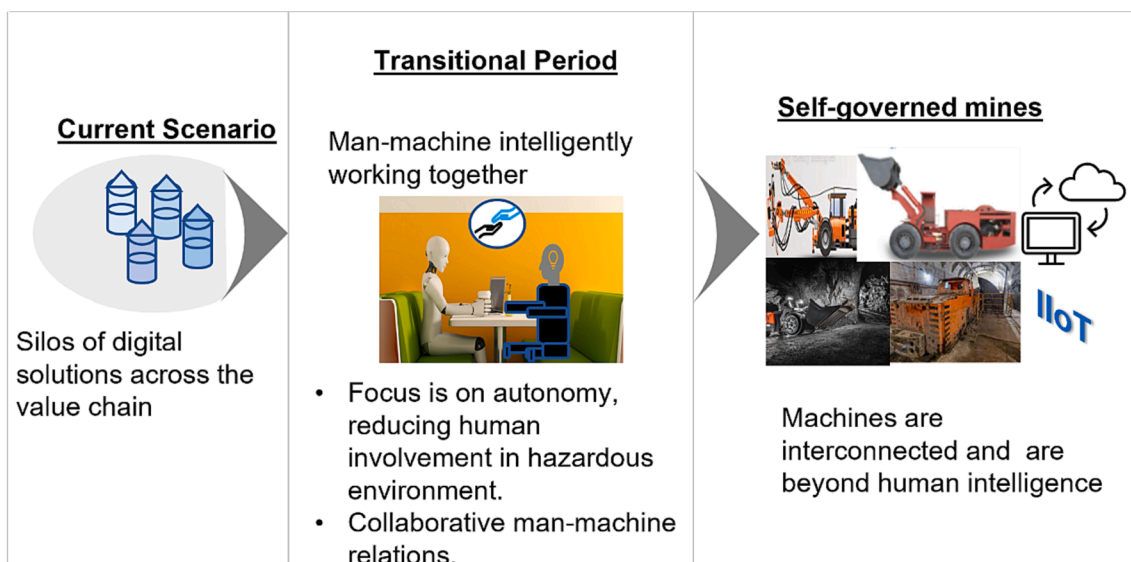 Current Scenario
Silos of digital
solutions across the
value chain
Transitional Period
Man-machine intelligently
working together
• Focus is on autonomy,
reducing human
involvement in hazardous
environment.
• Collaborative man-machine
relations.
Self-governed mines
IIoT
Machines are
interconnected and are
beyond human intelligence